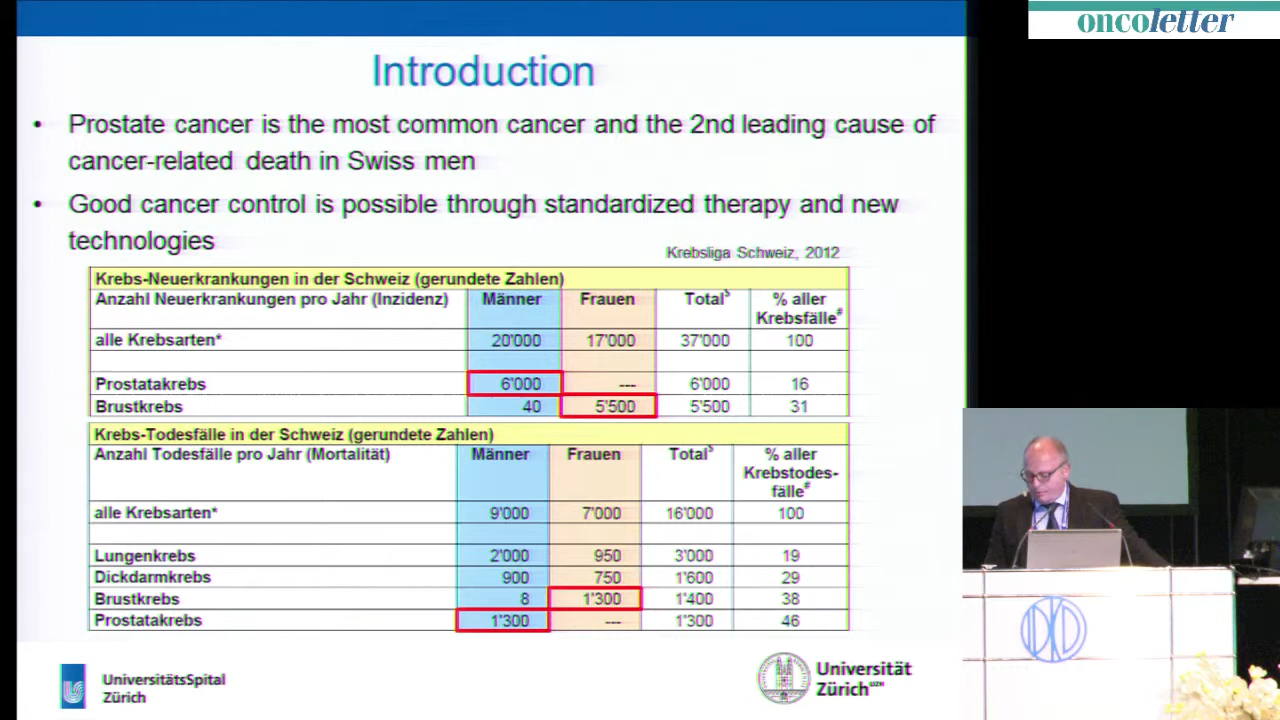 oncoletter
Introduction
• Prostate cancer is the most common cancer and the 2nd leading cause of
cancer-related death in Swiss men
• Good cancer control is possible through standardized therapy and new
technologies
Krebsliga Schweiz, 2012
Krebs-Neuerkrankungen in der Schweiz (gerundete Zahlen)
Anzahl Neuerkrankungen pro Jahr (Inzidenz) Männer Frauen Total$ % aller
Krebsfälle#
alle Krebsarten* 20'000 17'000 37'000 100
Prostatakrebs 6'000 --- 6'000 16
Brustkrebs 40 5'500 5'500 31
Krebs-Todesfälle in der Schweiz (gerundete Zahlen)
Anzahl Todesfälle pro Jahr (Mortalität) Männer Frauen Total$ % aller
Krebstodes-
fälle#
alle Krebsarten* 9'000 7'000 16'000 100
Lungenkrebs 2'000 950 3'000 19
Dickdarmkrebs 900 750 1'600 29
Brustkrebs 8 1'300 1'400 38
Prostatakrebs 1'300 --- 1'300 46
UniversitätsSpital
Zürich
Universität
Zürich UZH
IDKD